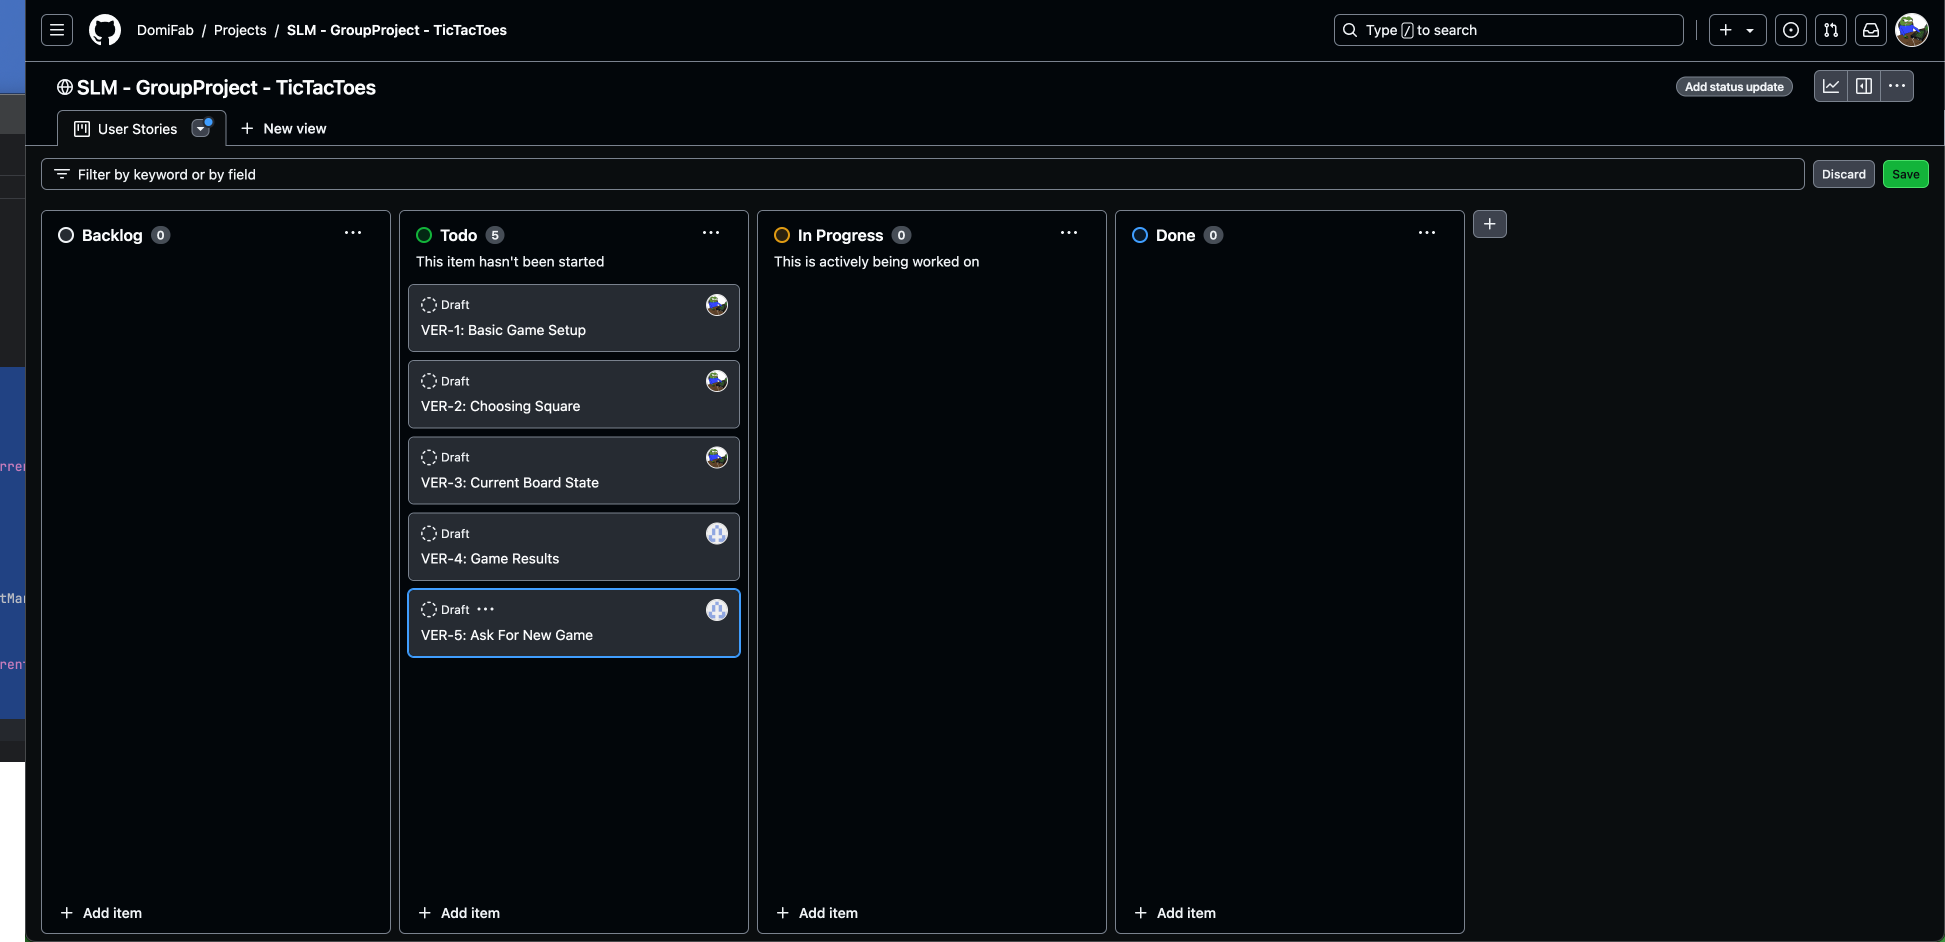 DomiFab / Projects / SLM - GroupProject - TicTacToes
Type / to search
SLM - GroupProject - TicTacToes
Add status update
User Stories
New view
Filter by keyword or by field
Discard
Save
Backlog 0
Add item
Todo 5
This item hasn't been started
Draft
VER-1: Basic Game Setup
Draft
VER-2: Choosing Square
Draft
VER-3: Current Board State
Draft
VER-4: Game Results
Draft
VER-5: Ask For New Game
Add item
In Progress 0
This is actively being worked on
Add item
Done 0
Add item